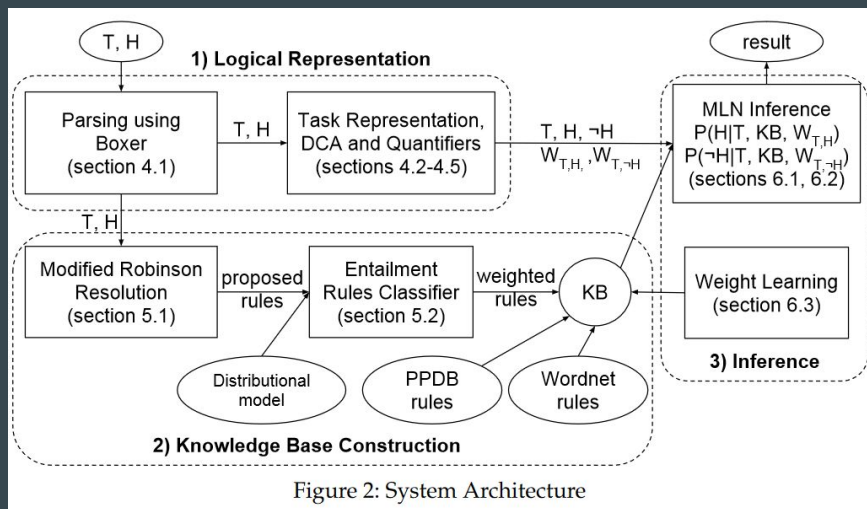 T, H
result
1) Logical Representation
Parsing using
Boxer
(section 4.1)
T, H
Task Representation,
DCA and Quantifiers
(sections 4.2-4.5)
T, H, ¬H
W_{T,H,} ,W_{T,¬H}
MLN Inference
P(H|T, KB, W_{T,H})
P(¬H|T, KB, W_{T,¬H})
(sections 6.1, 6.2)
T, H
Modified Robinson
Resolution
(section 5.1)
proposed
rules
Entailment
Rules Classifier
(section 5.2)
weighted
rules
KB
Weight Learning
(section 6.3)
3) Inference
Distributional
model
PPDB
rules
Wordnet
rules
2) Knowledge Base Construction
Figure 2: System Architecture